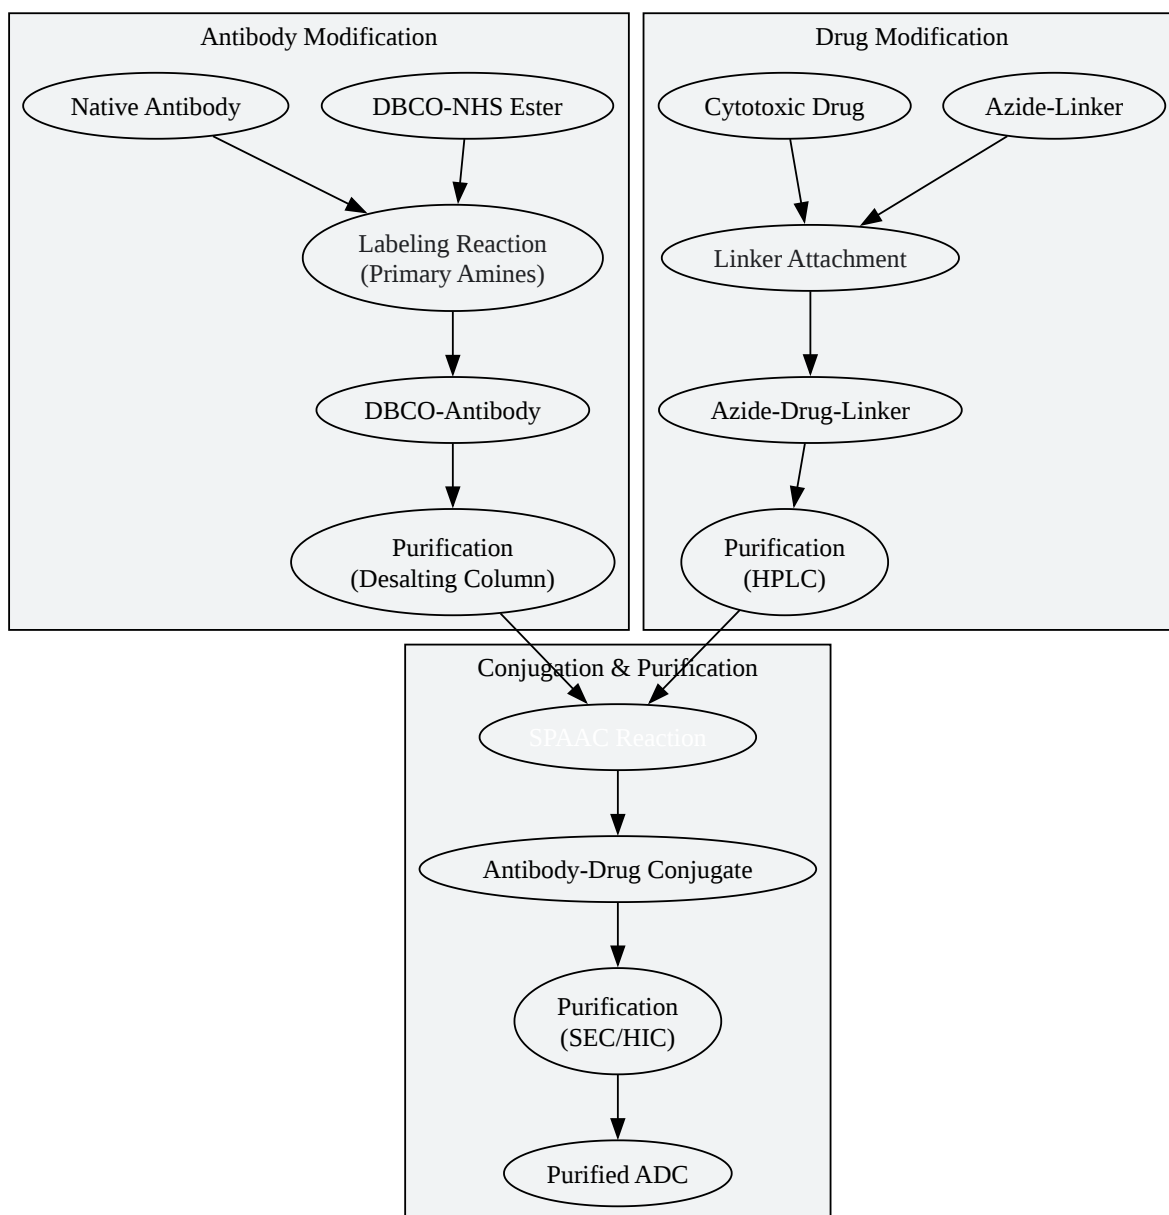 Antibody Modification
Native Antibody
DBCO-NHS Ester
Labeling Reaction
(Primary Amines)
DBCO-Antibody
Purification
(Desalting Column)
Drug Modification
Cytotoxic Drug
Azide-Linker
Linker Attachment
Azide-Drug-Linker
Purification
(HPLC)
Conjugation & Purification
SPAAC Reaction
Antibody-Drug Conjugate
Purification
(SEC/HIC)
Purified ADC